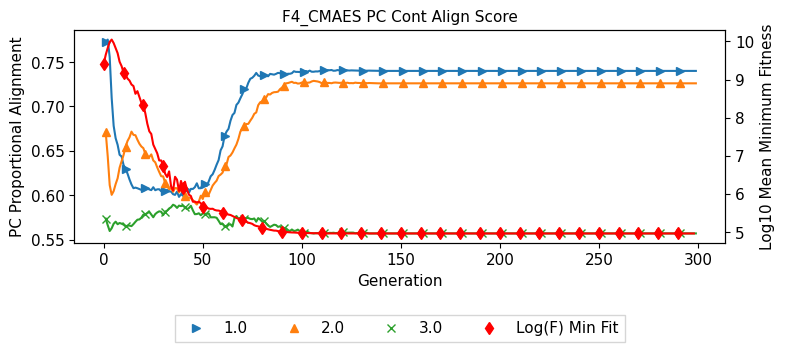 F4_CMAES PC Cont Align Score
PC Proportional Alignment
0.75
0.70
0.65
0.60
0.55
10
9
8
7
6
5
Log10 Mean Minimum Fitness
0 50 100 150 200 250 300
Generation
1.0 2.0 3.0 Log(F) Min Fit